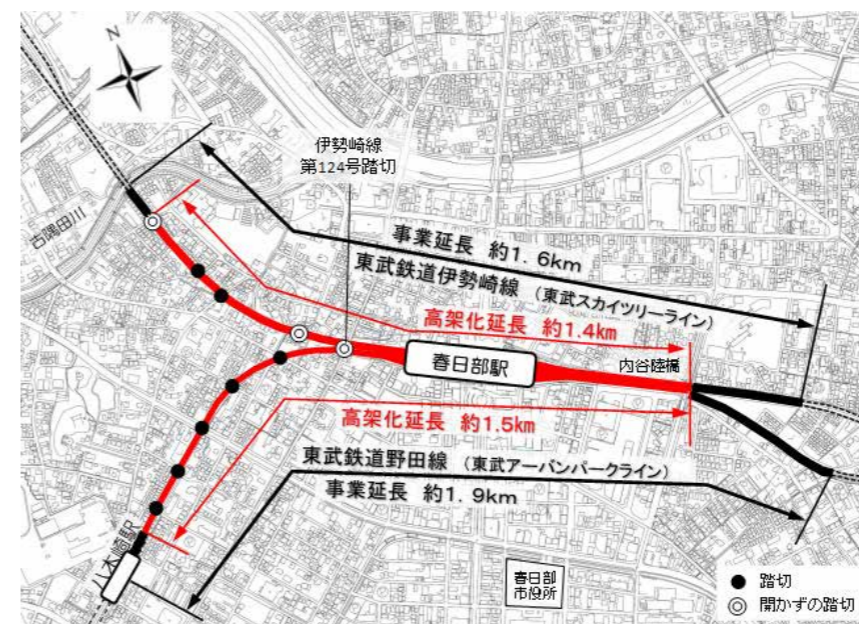 N
伊勢崎線
第124号踏切
古隅田川
事業延長 約1.6km
東武鉄道伊勢崎線 (東武スカイツリーライン)
高架化延長 約1.4km
春日部駅
内谷陸橋
高架化延長 約1.5km
東武鉄道野田線 (東武アーバンパークライン)
事業延長 約1.9km
八木崎駅
春日部
市役所
踏切
開かずの踏切